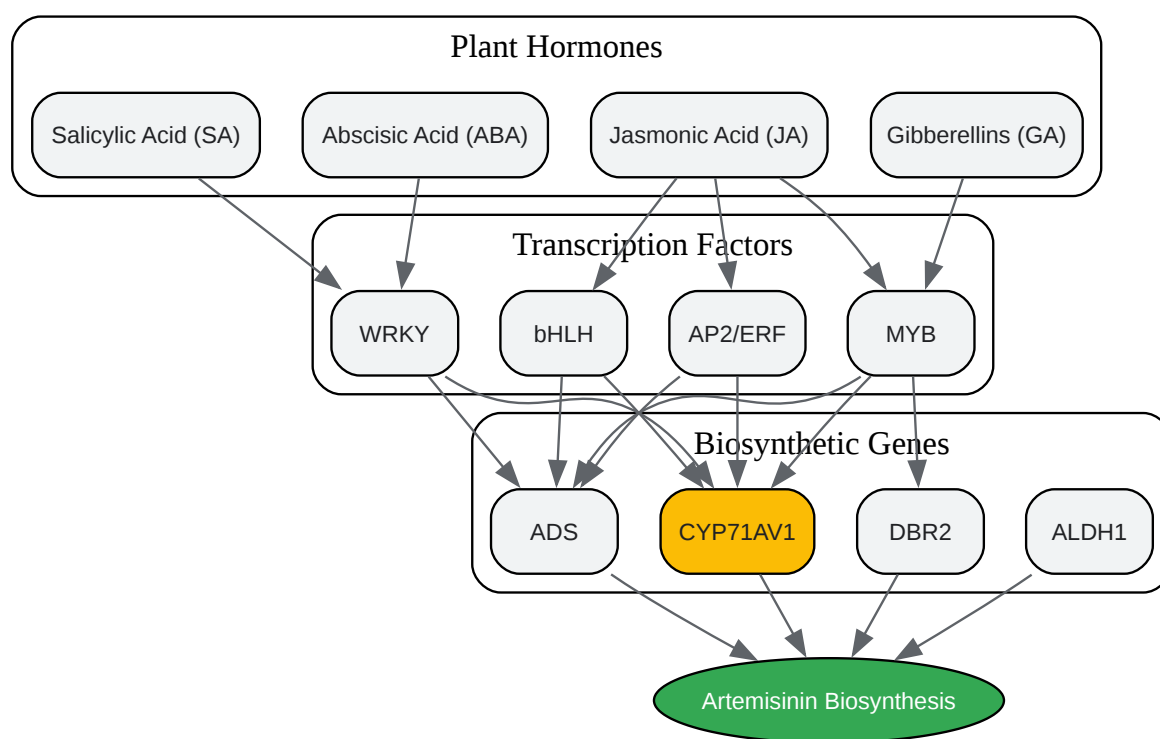 Plant Hormones
Salicylic Acid (SA)
Abscisic Acid (ABA)
Jasmonic Acid (JA)
Gibberellins (GA)
Transcription Factors
WRKY
bHLH
AP2/ERF
MYB
Biosynthetic Genes
ADS
CYP71AV1
DBR2
ALDH1
Artemisinin Biosynthesis